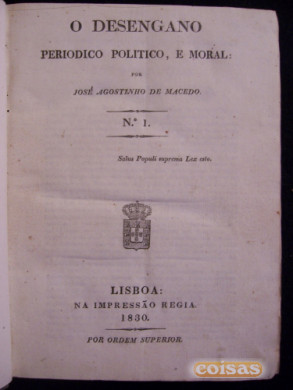 O DESENGANO
PERIODICO POLITICO, E MORAL:
POR
JOSÉ AGOSTINHO DE MACEDO.
N.º 1.
Salus Populi suprema Lex esto.
LISBOA:
NA IMPRESSÃO REGIA.
1830.
POR ORDEM SUPERIOR.
coisas